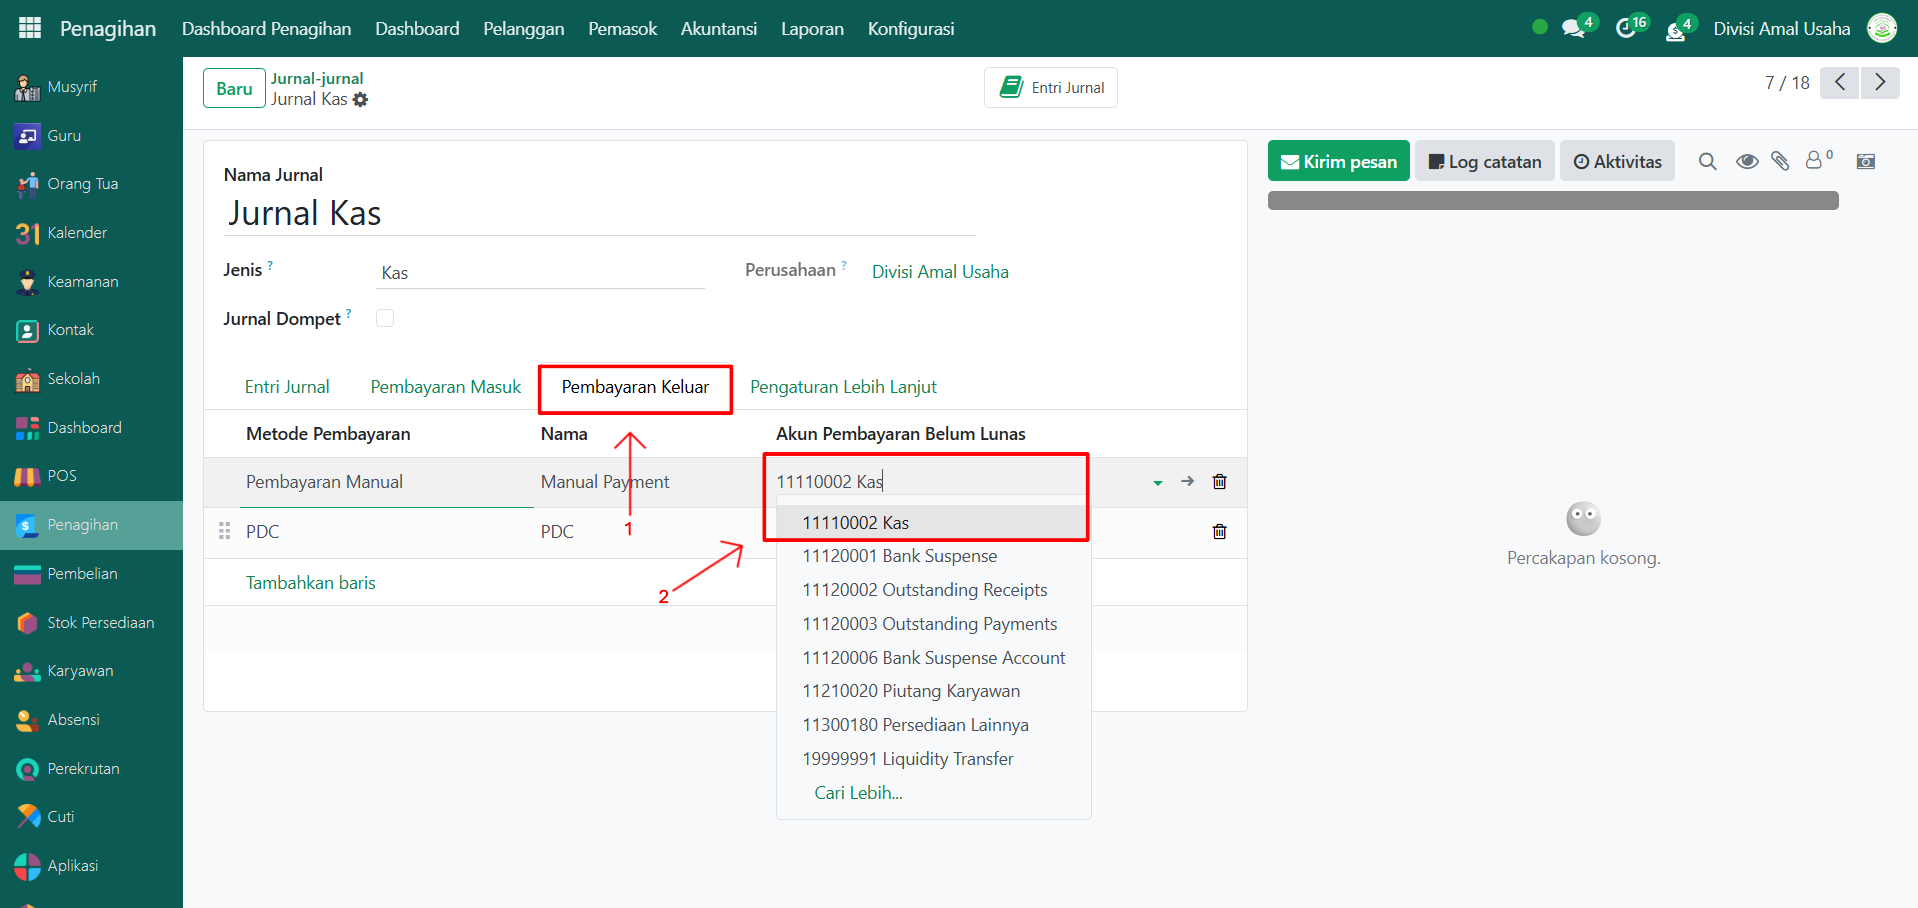 Penagihan
Dashboard Penagihan
Dashboard
Pelanggan
Pemasok
Akuntansi
Laporan
Konfigurasi
4
16
4
Divisi Amal Usaha
Musyrif
Guru
Orang Tua
31 Kalender
Keamanan
Kontak
Sekolah
Dashboard
POS
Penagihan
Pembelian
Stok Persediaan
Karyawan
Absensi
Perekrutan
Cuti
Aplikasi
Baru
Jurnal-jurnal
Jurnal Kas
Entri Jurnal
7 / 18
Nama Jurnal
Jurnal Kas
Jenis ?
Kas
Perusahaan ?
Divisi Amal Usaha
Jurnal Dompet ?
Entri Jurnal
Pembayaran Masuk
Pembayaran Keluar
Pengaturan Lebih Lanjut
Metode Pembayaran
Nama
Akun Pembayaran Belum Lunas
Pembayaran Manual
Manual Payment
11110002 Kas
PDC
PDC
Tambahkan baris
1
2
11110002 Kas
11120001 Bank Suspense
11120002 Outstanding Receipts
11120003 Outstanding Payments
11120006 Bank Suspense Account
11210020 Piutang Karyawan
11300180 Persediaan Lainnya
19999991 Liquidity Transfer
Cari Lebih...
Kirim pesan
Log catatan
Aktivitas
0
Percakapan kosong.